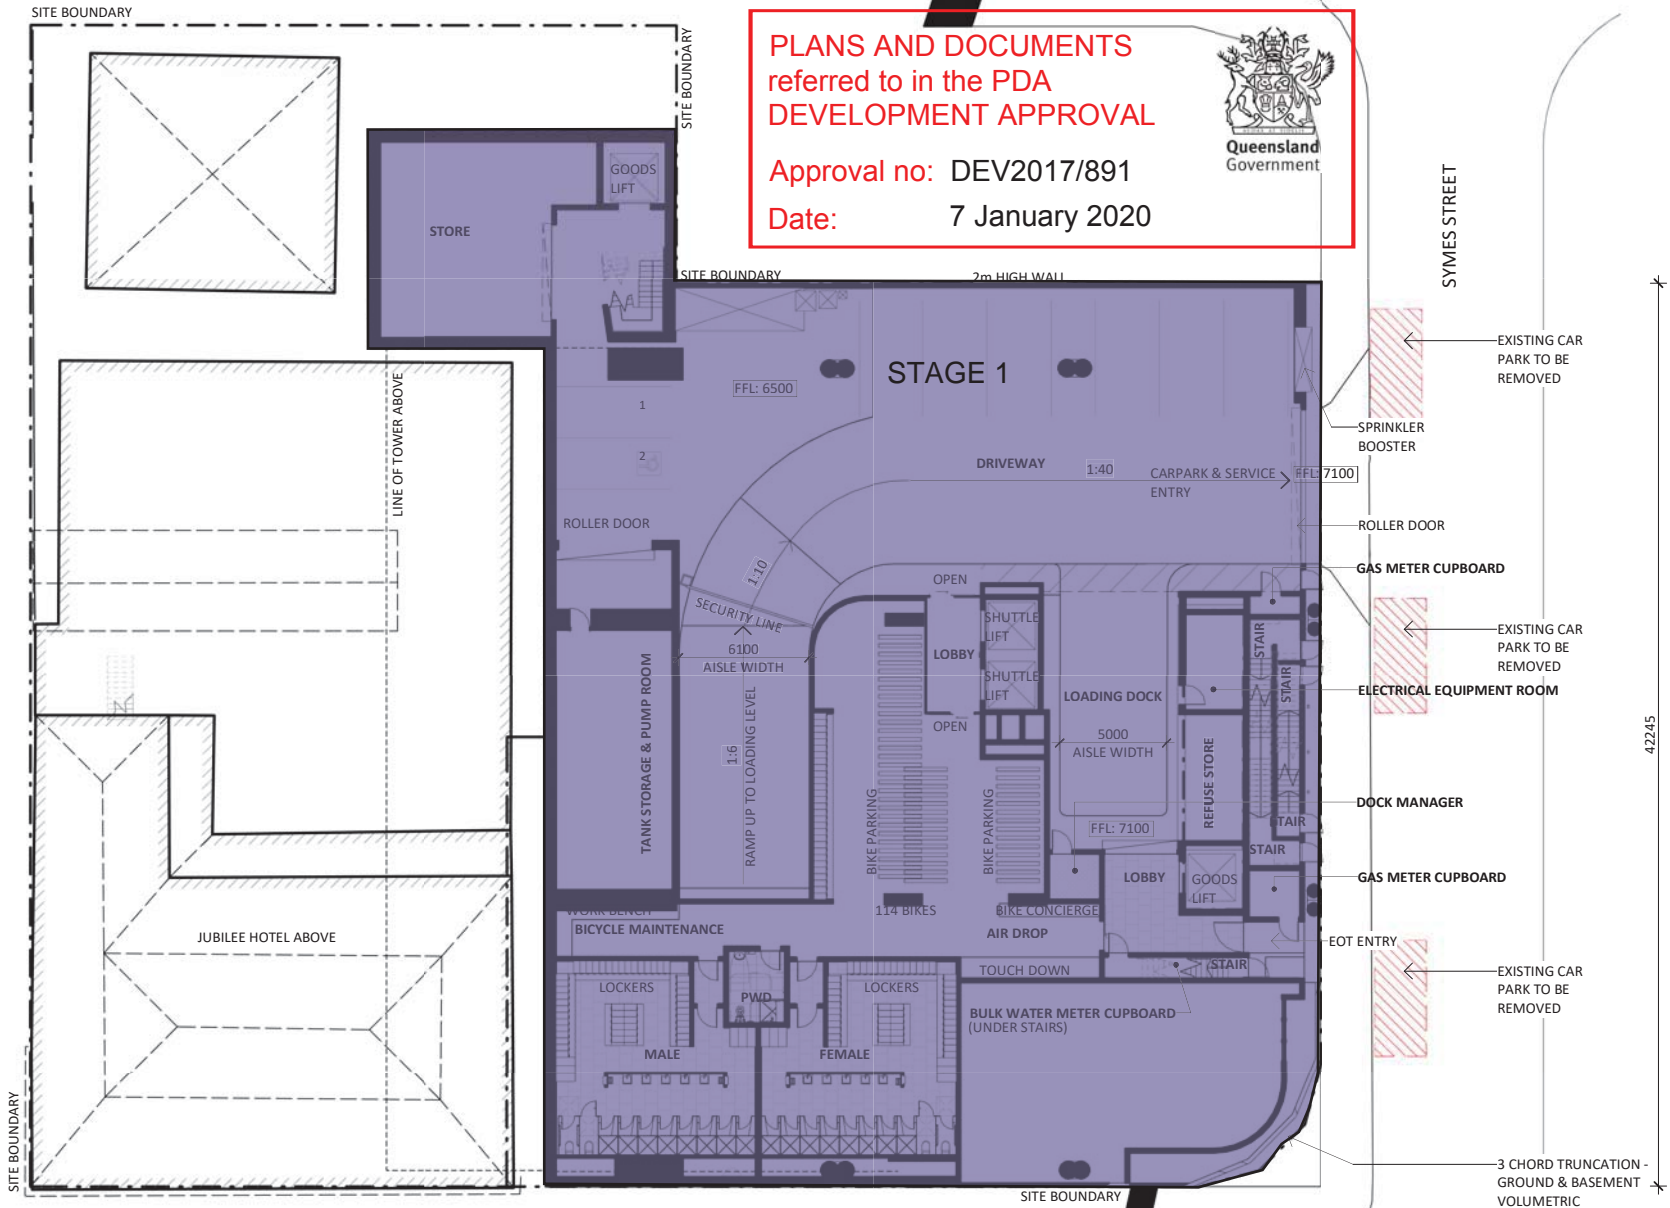 SITE BOUNDARY
SITE BOUNDARY
PLANS AND DOCUMENTS
referred to in the PDA
DEVELOPMENT APPROVAL
Approval no: DEV2017/891
Date: 7 January 2020
Queensland
Government
SYMES STREET
GOODS
LIFT
STORE
SITE BOUNDARY
2m HIGH WALL
EXISTING CAR
PARK TO BE
REMOVED
STAGE 1
FFL: 6500
1
2
LINE OF TOWER ABOVE
SPRINKLER
BOOSTER
DRIVEWAY
1:40
CARPARK & SERVICE
ENTRY
FFL: 7100
ROLLER DOOR
ROLLER DOOR
GAS METER CUPBOARD
1:10
OPEN
SECURITY LINE
SHUTTLE
LIFT
STAIR
EXISTING CAR
PARK TO BE
REMOVED
6100
AISLE WIDTH
LOBBY
SHUTTLE
LIFT
STAIR
LOADING DOCK
ELECTRICAL EQUIPMENT ROOM
OPEN
5000
AISLE WIDTH
TANK STORAGE & PUMP ROOM
1:6
RAMP UP TO LOADING LEVEL
42245
REFUSE STORE
DOCK MANAGER
BIKE PARKING
BIKE PARKING
FFL: 7100
STAIR
STAIR
LOBBY
GOODS
LIFT
GAS METER CUPBOARD
WORK BENCH
114 BIKES
BIKE CONCIERGE
BICYCLE MAINTENANCE
AIR DROP
JUBILEE HOTEL ABOVE
EOT ENTRY
TOUCH DOWN
STAIR
EXISTING CAR
PARK TO BE
REMOVED
LOCKERS
PWD
LOCKERS
BULK WATER METER CUPBOARD
(UNDER STAIRS)
MALE
FEMALE
SITE BOUNDARY
SITE BOUNDARY
3 CHORD TRUNCATION -
GROUND & BASEMENT
VOLUMETRIC